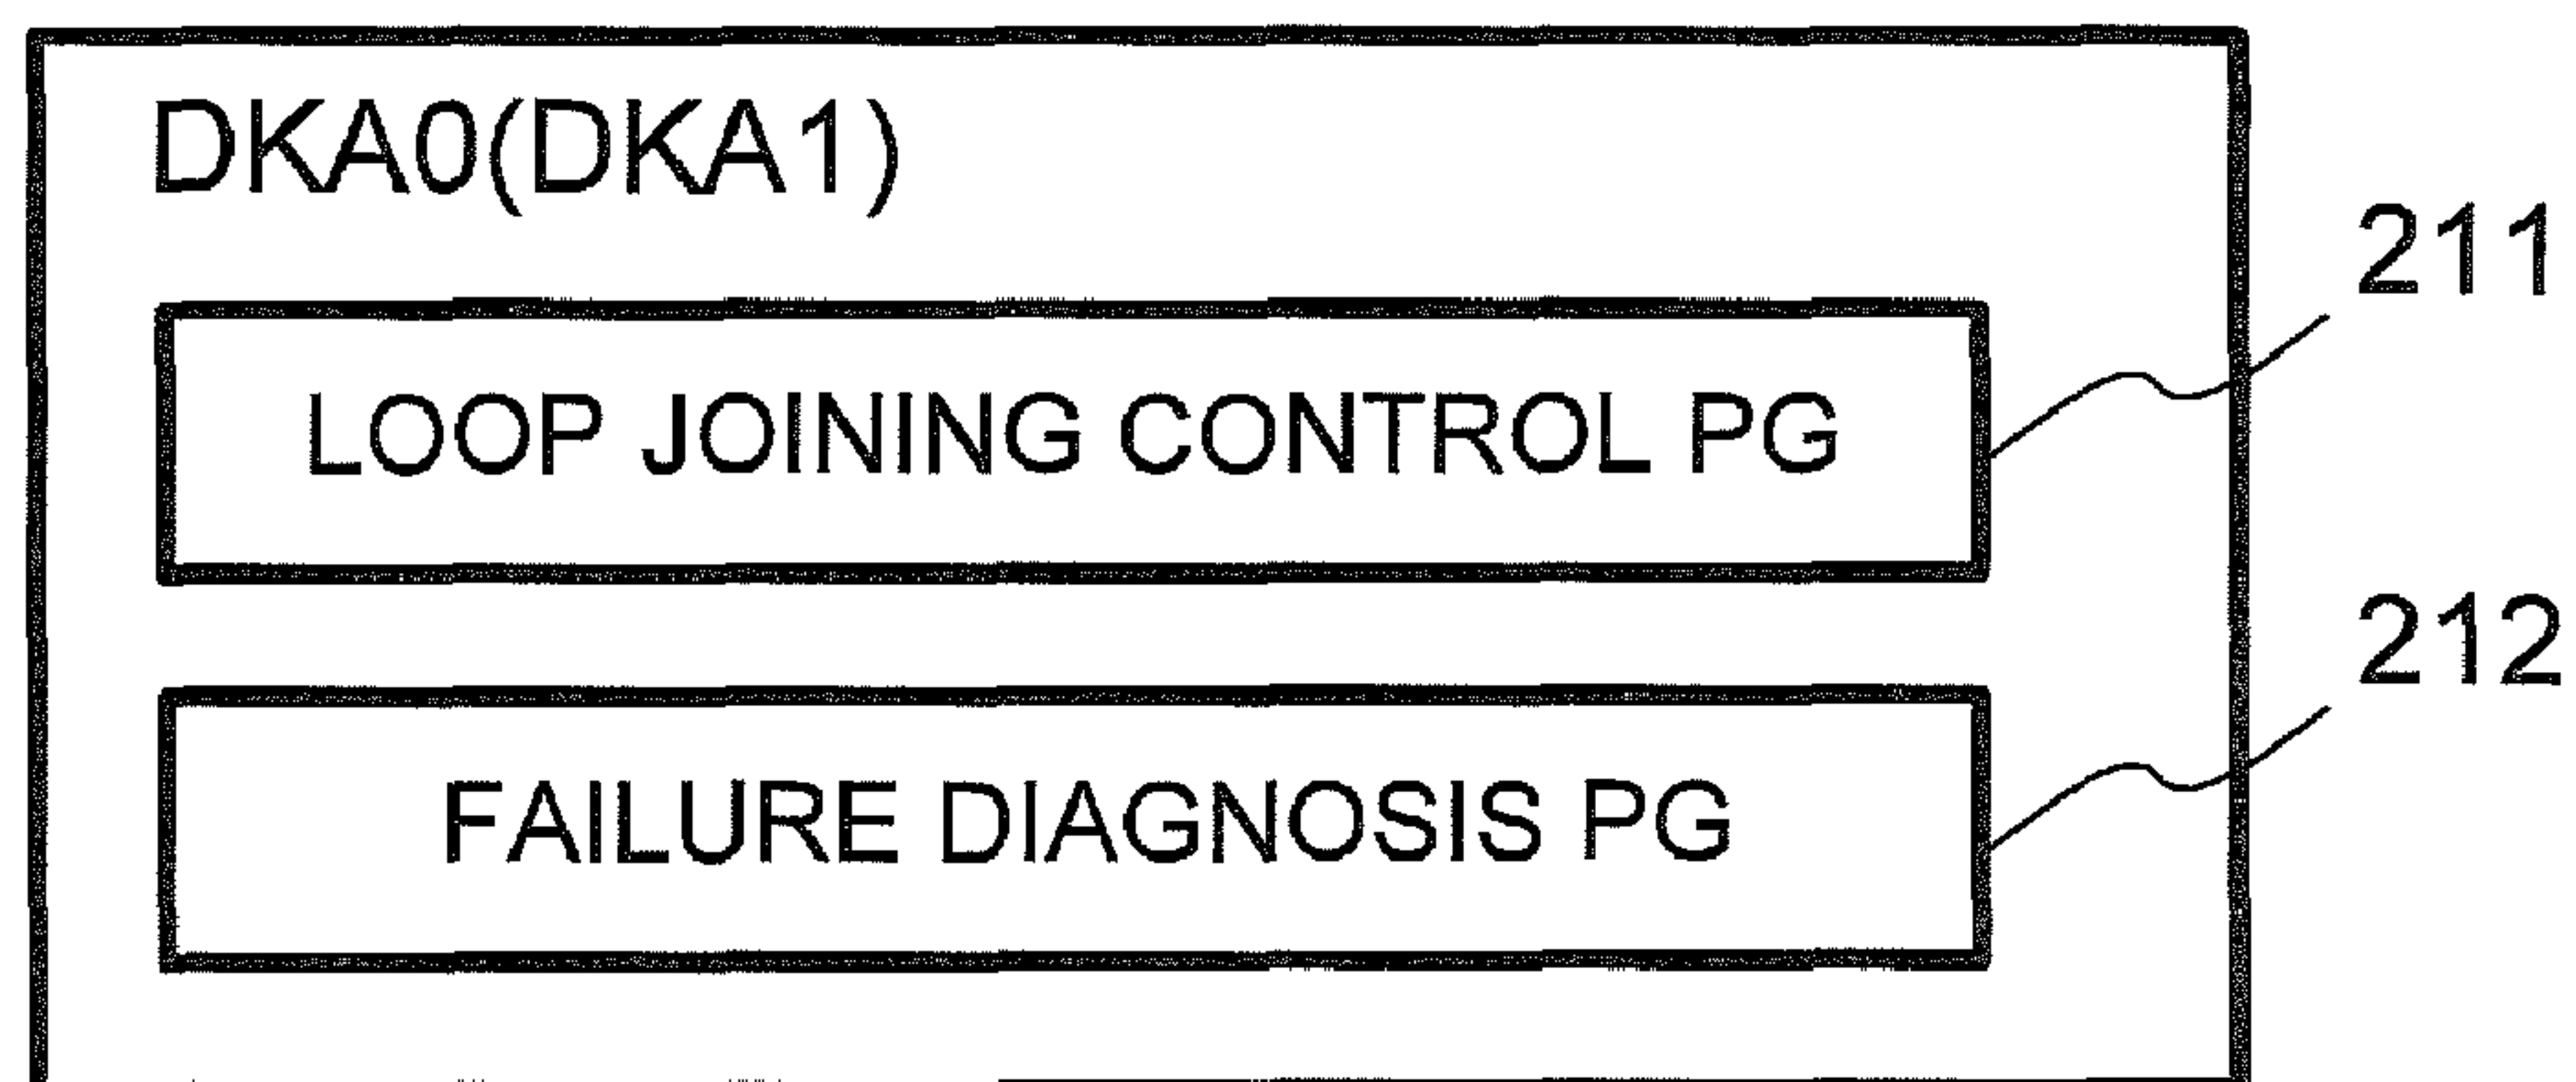 DKA0(DKA1)
211
LOOP JOINING CONTROL PG
212
FAILURE DIAGNOSIS PG